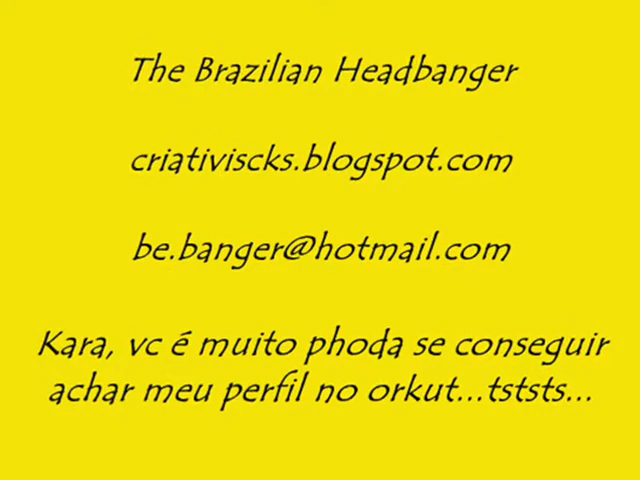 The Brazilian Headbanger
criativiscks.blogspot.com
be.banger@hotmail.com
Kara, vc é muito phoda se conseguir
achar meu perfil no orkut...tststs...